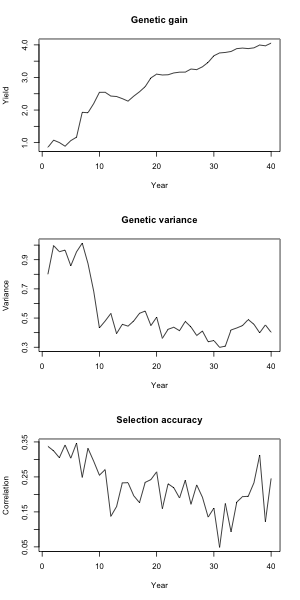 Genetic gain
4.0
3.0
2.0
1.0
Yield
0 10 20 30 40
Year
Genetic variance
0.9
0.7
0.5
0.3
Variance
0 10 20 30 40
Year
Selection accuracy
0.35
0.25
0.15
0.05
Correlation
0 10 20 30 40
Year